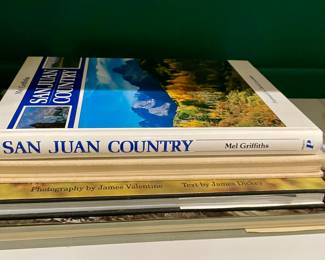 Mel Griffiths
SAN JUAN
COUNTRY
SAN JUAN COUNTRY Mel Griffiths
Photography by James Valentine Text by James Dickey